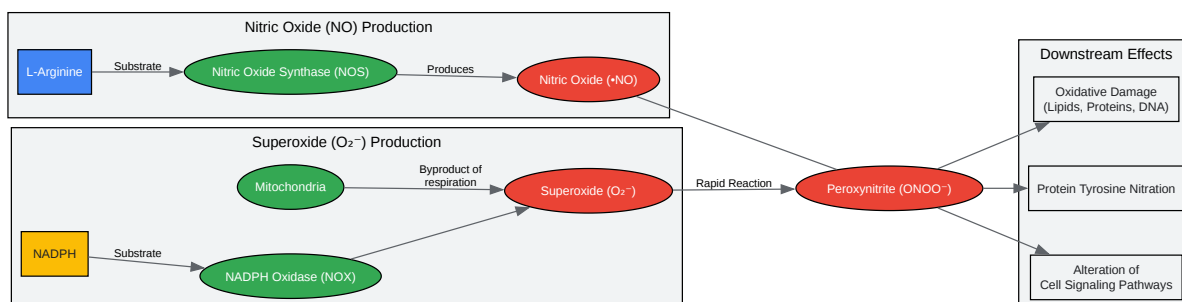 Nitric Oxide (NO) Production
L-Arginine
Substrate
Nitric Oxide Synthase (NOS)
Produces
Nitric Oxide (•NO)
Superoxide (O₂⁻) Production
Mitochondria
Byproduct of
respiration
Superoxide (O₂⁻)
NADPH
Substrate
NADPH Oxidase (NOX)
Rapid Reaction
Peroxynitrite (ONOO⁻)
Downstream Effects
Oxidative Damage
(Lipids, Proteins, DNA)
Protein Tyrosine Nitration
Alteration of
Cell Signaling Pathways